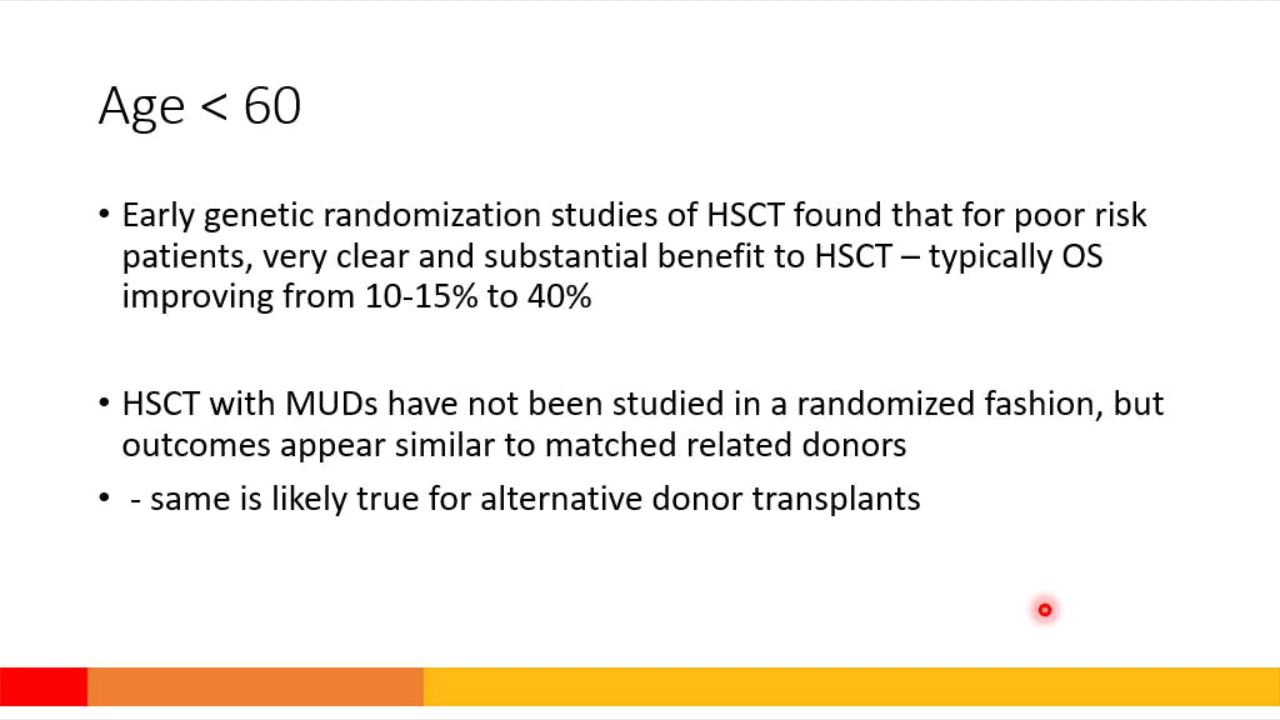 Age < 60
• Early genetic randomization studies of HSCT found that for poor risk
patients, very clear and substantial benefit to HSCT – typically OS
improving from 10-15% to 40%
• HSCT with MUDs have not been studied in a randomized fashion, but
outcomes appear similar to matched related donors
• - same is likely true for alternative donor transplants